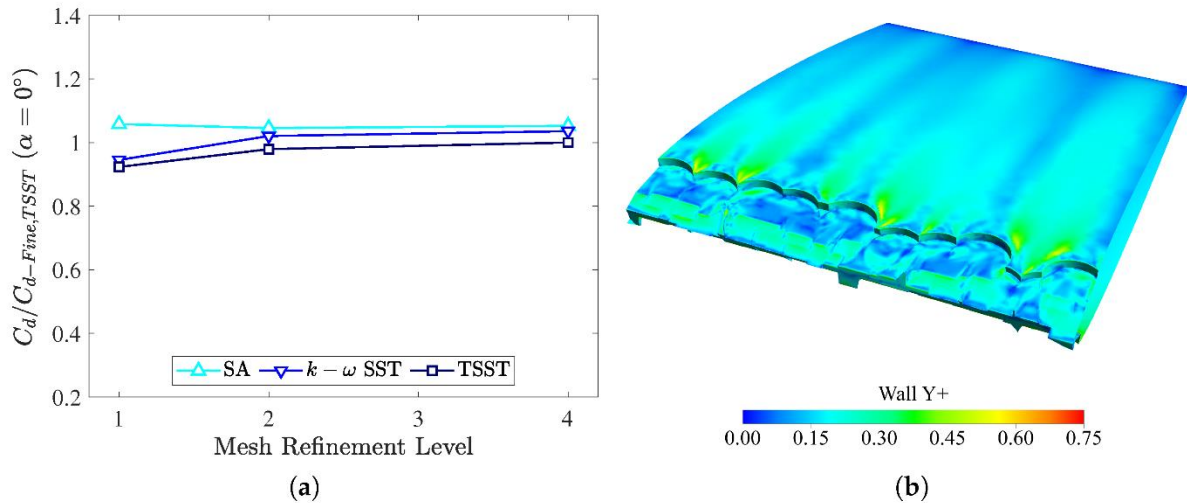 1.4
1.2
1
0.8
0.6
0.4
0.2
C_d/C_{d-Fine,TSST} (α = 0°)
SA k − ω SST TSST
1 2 3 4
Mesh Refinement Level
(a)
Wall Y+
0.00 0.15 0.30 0.45 0.60 0.75
(b)